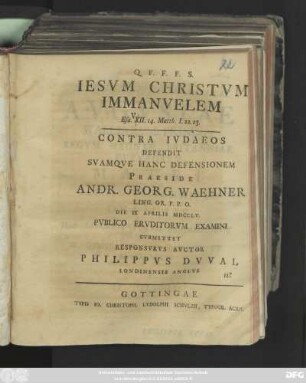 Q. F. F. F. S.
IESVM CHRISTVM
IMMANVELEM
Esa. VII. 14. Matth. I. 22. 23.
CONTRA IVDAEOS
DEFENDIT
SVAMQVE HANC DEFENSIONEM
PRAESIDE
ANDR. GEORG. WAEHNER
LING. OR. P. P. O.
DIE IX APRILIS MDCCLV.
PVBLICO ERVDITORVM EXAMINI
SVBMITTIT
RESPONSVRVS AVCTOR
PHILIPPVS DVVAL
LONDINENSIS ANGLVS
GOTTINGAE
TYPIS IO. CHRISTOPH. LVDOLPHI SCHVLZII, TYPOGR. ACAD.